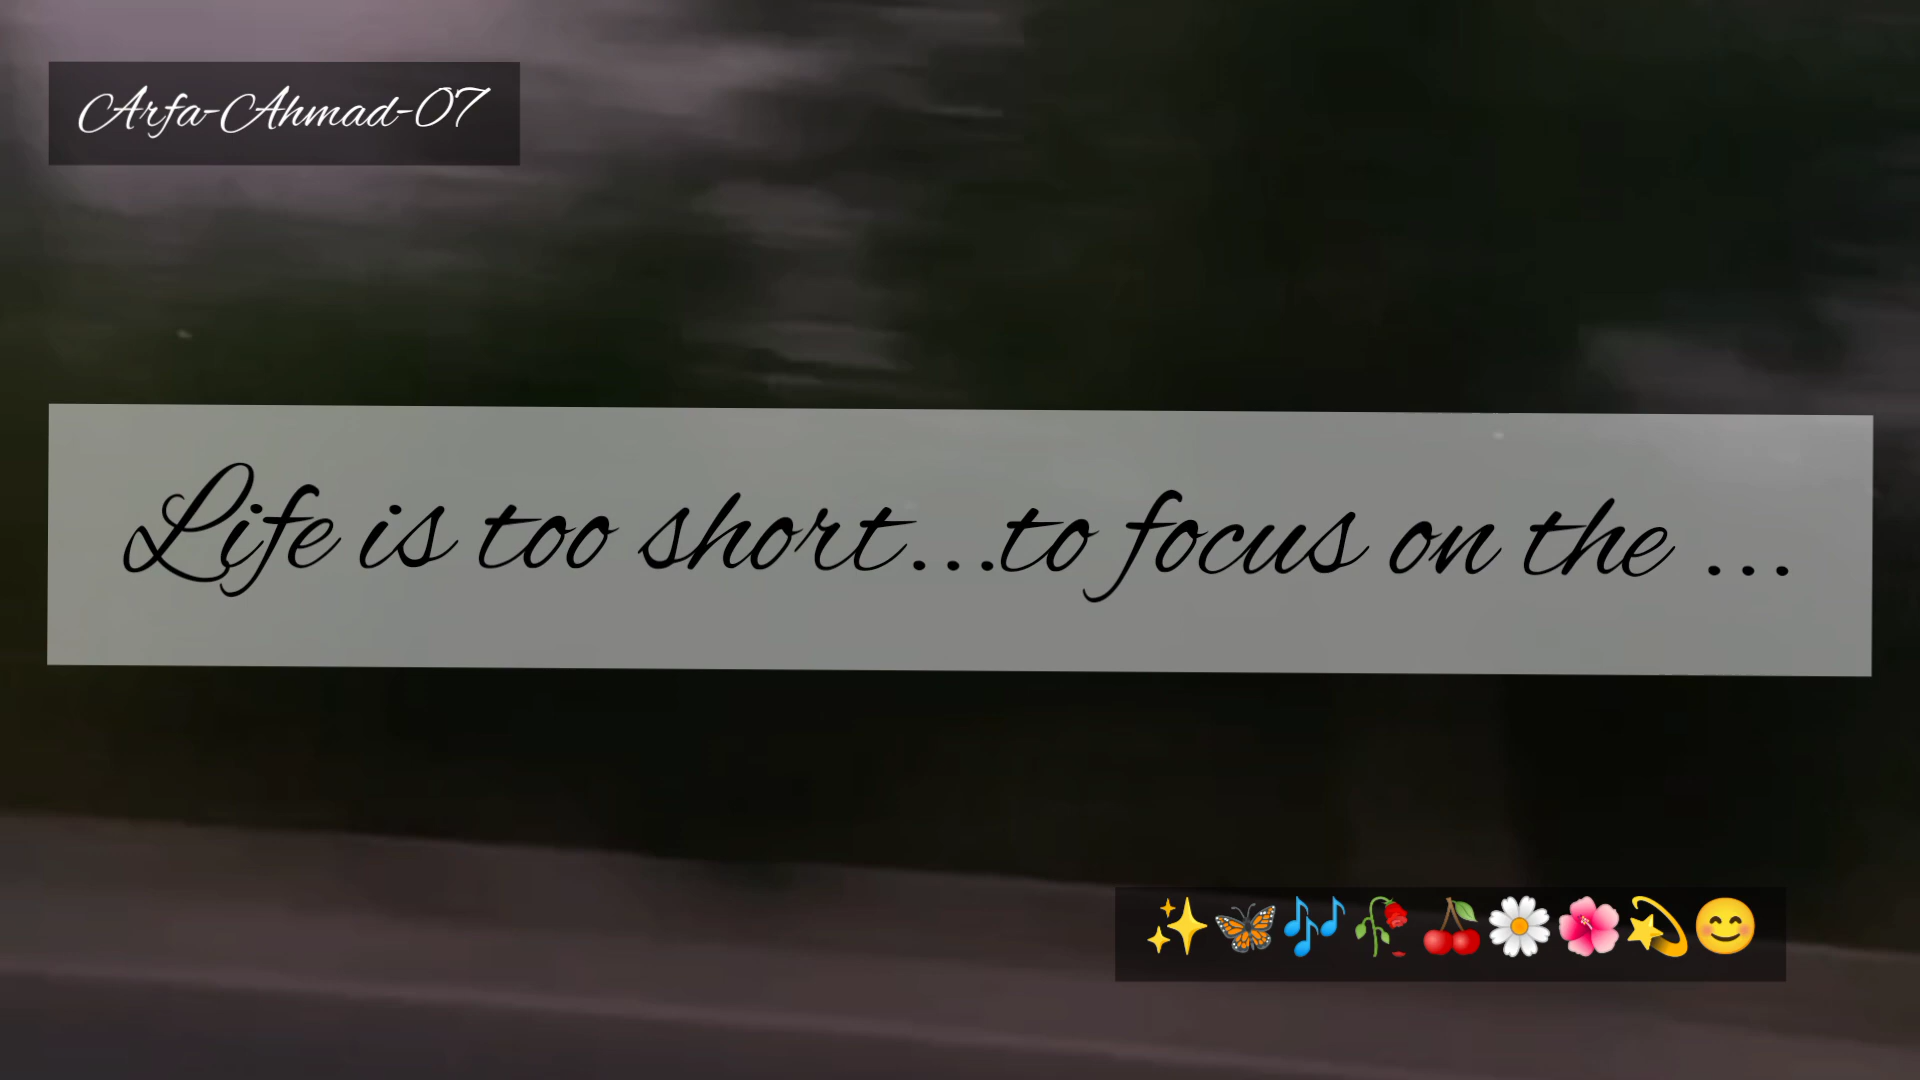 Arfa-Ahmad-07
Life is too short...to focus on the ...
✨🦋🎶🥀🍒🌼🌺💫😊